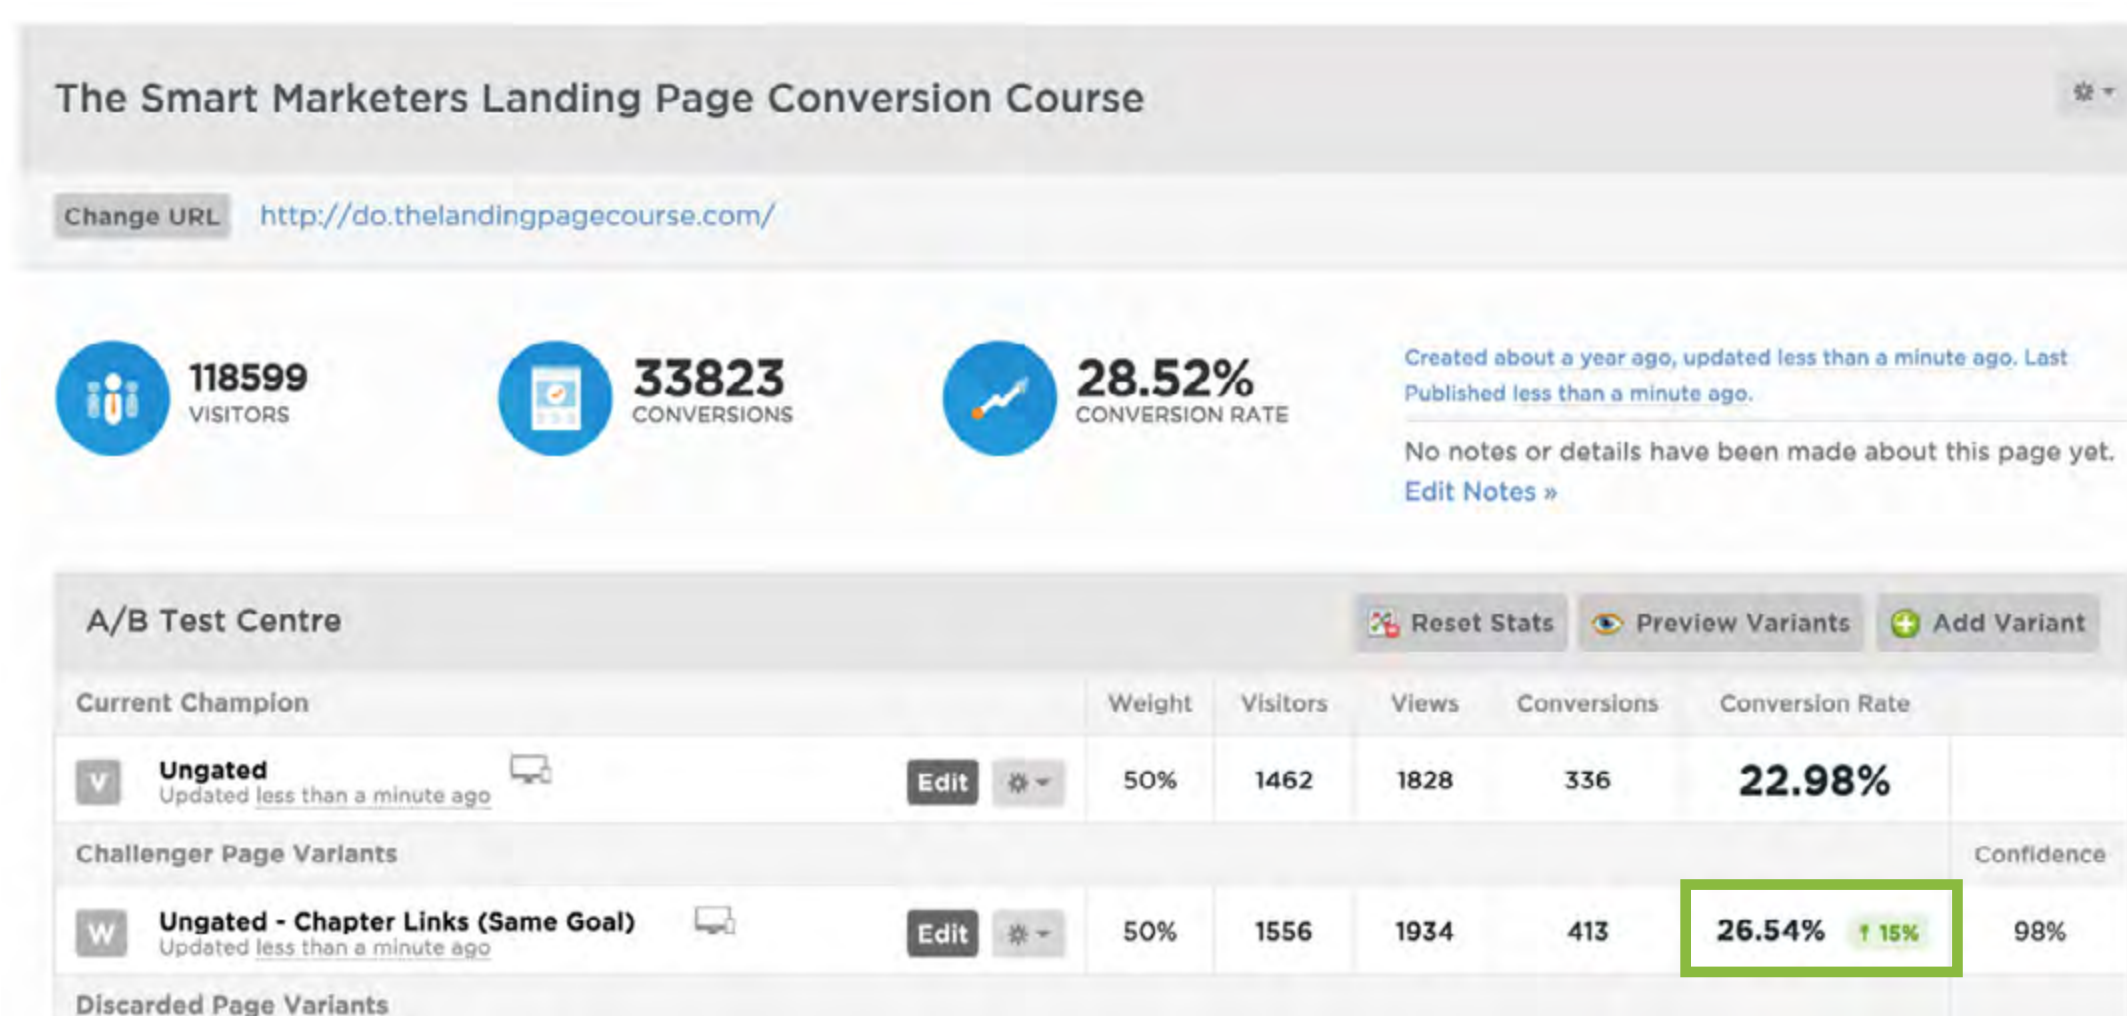 The Smart Marketers Landing Page Conversion Course
Change URL http://do.thelandingpagecourse.com/
118599
VISITORS
33823
CONVERSIONS
28.52%
CONVERSION RATE
Created about a year ago, updated less than a minute ago. Last
Published less than a minute ago.
No notes or details have been made about this page yet.
Edit Notes »
A/B Test Centre Reset Stats Preview Variants Add Variant
Current Champion Weight Visitors Views Conversions Conversion Rate
V Ungated Edit 50% 1462 1828 336 22.98%
Updated less than a minute ago
Challenger Page Variants Confidence
W Ungated - Chapter Links (Same Goal) Edit 50% 1556 1934 413 26.54% ↑ 15% 98%
Updated less than a minute ago
Discarded Page Variants